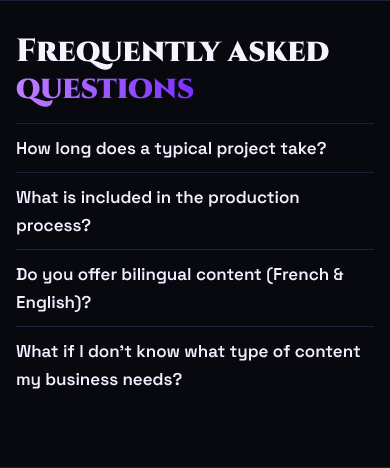 Frequently asked
questions
How long does a typical project take?
What is included in the production
process?
Do you offer bilingual content (French &
English)?
What if I don’t know what type of content
my business needs?